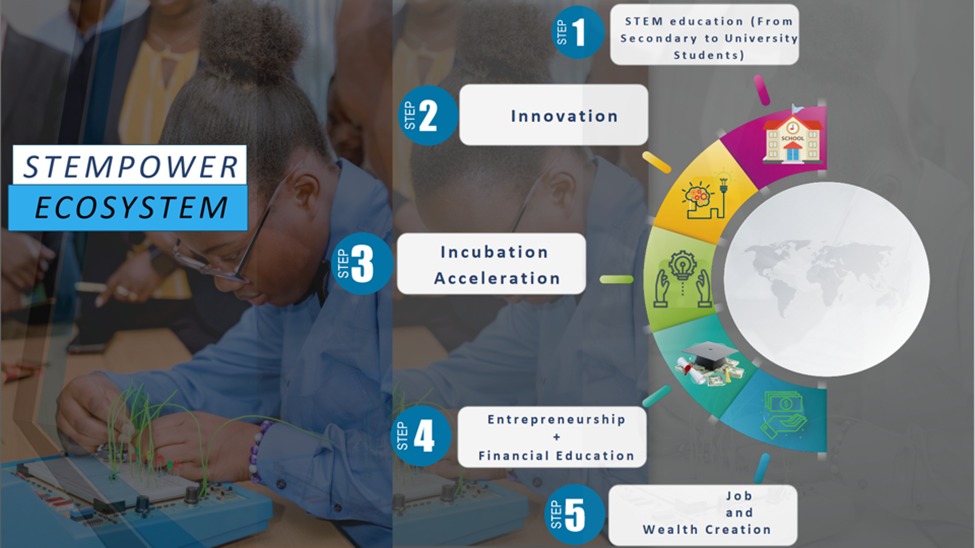 STEMPOWER
ECOSYSTEM
STEP 1
STEM education (From
Secondary to University
Students)
STEP 2
Innovation
STEP 3
Incubation
Acceleration
STEP 4
Entrepreneurship
+
Financial Education
STEP 5
Job
and
Wealth Creation
SCHOOL